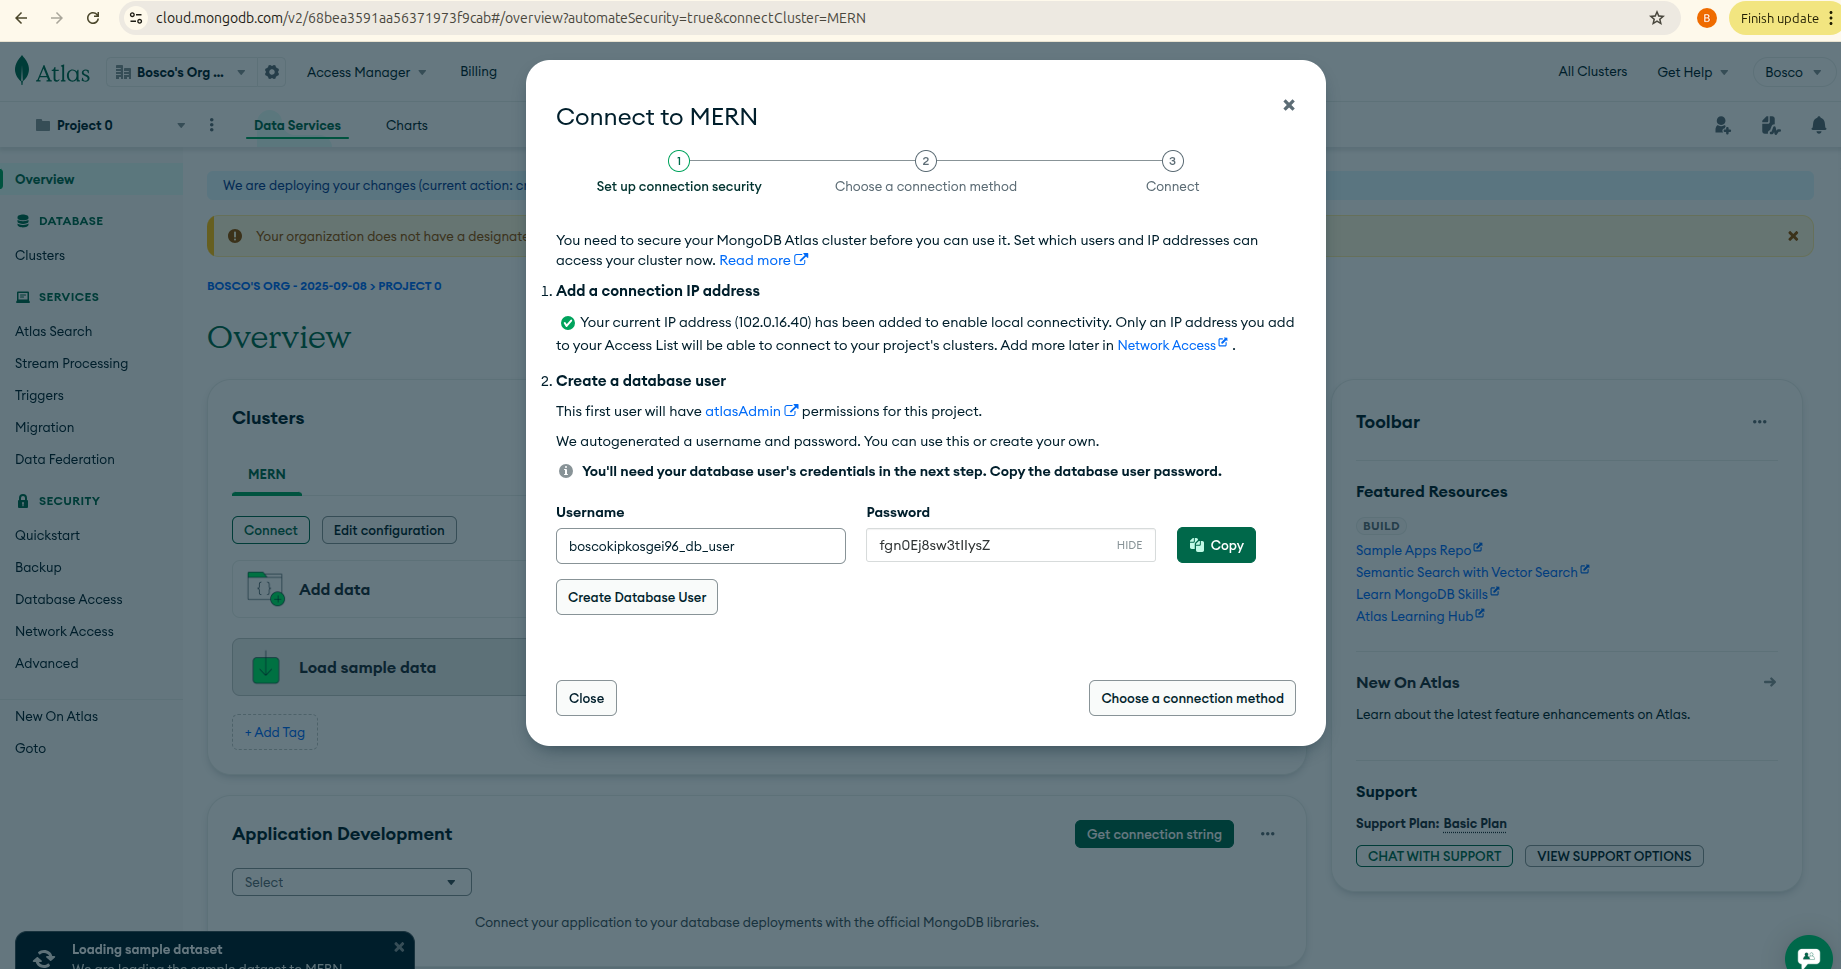 cloud.mongodb.com/v2/68bea3591aa56371973f9cab#/overview?automateSecurity=true&connectCluster=MERN
B
Finish update
Atlas
Bosco's Org ...
Access Manager
Billing
All Clusters
Get Help
Bosco
Project 0
Data Services
Charts
Overview
DATABASE
Clusters
SERVICES
Atlas Search
Stream Processing
Triggers
Migration
Data Federation
SECURITY
Quickstart
Backup
Database Access
Network Access
Advanced
New On Atlas
Goto
We are deploying your changes (current action: cr
Your organization does not have a designate
BOSCO'S ORG - 2025-09-08 > PROJECT 0
Overview
Clusters
MERN
Connect
Edit configuration
Add data
Load sample data
+ Add Tag
Application Development
Get connection string
Select
Connect your application to your database deployments with the official MongoDB libraries.
Loading sample dataset
We are loading the sample dataset to MERN
Connect to MERN
1
2
3
Set up connection security
Choose a connection method
Connect
You need to secure your MongoDB Atlas cluster before you can use it. Set which users and IP addresses can
access your cluster now. Read more
1. Add a connection IP address
Your current IP address (102.0.16.40) has been added to enable local connectivity. Only an IP address you add
to your Access List will be able to connect to your project's clusters. Add more later in Network Access .
2. Create a database user
This first user will have atlasAdmin permissions for this project.
We autogenerated a username and password. You can use this or create your own.
You'll need your database user's credentials in the next step. Copy the database user password.
Username
Password
boscokipkosgei96_db_user
HIDE
Copy
Create Database User
Close
Choose a connection method
Toolbar
Featured Resources
BUILD
Sample Apps Repo
Semantic Search with Vector Search
Learn MongoDB Skills
Atlas Learning Hub
New On Atlas
Learn about the latest feature enhancements on Atlas.
Support
Support Plan: Basic Plan
CHAT WITH SUPPORT
VIEW SUPPORT OPTIONS